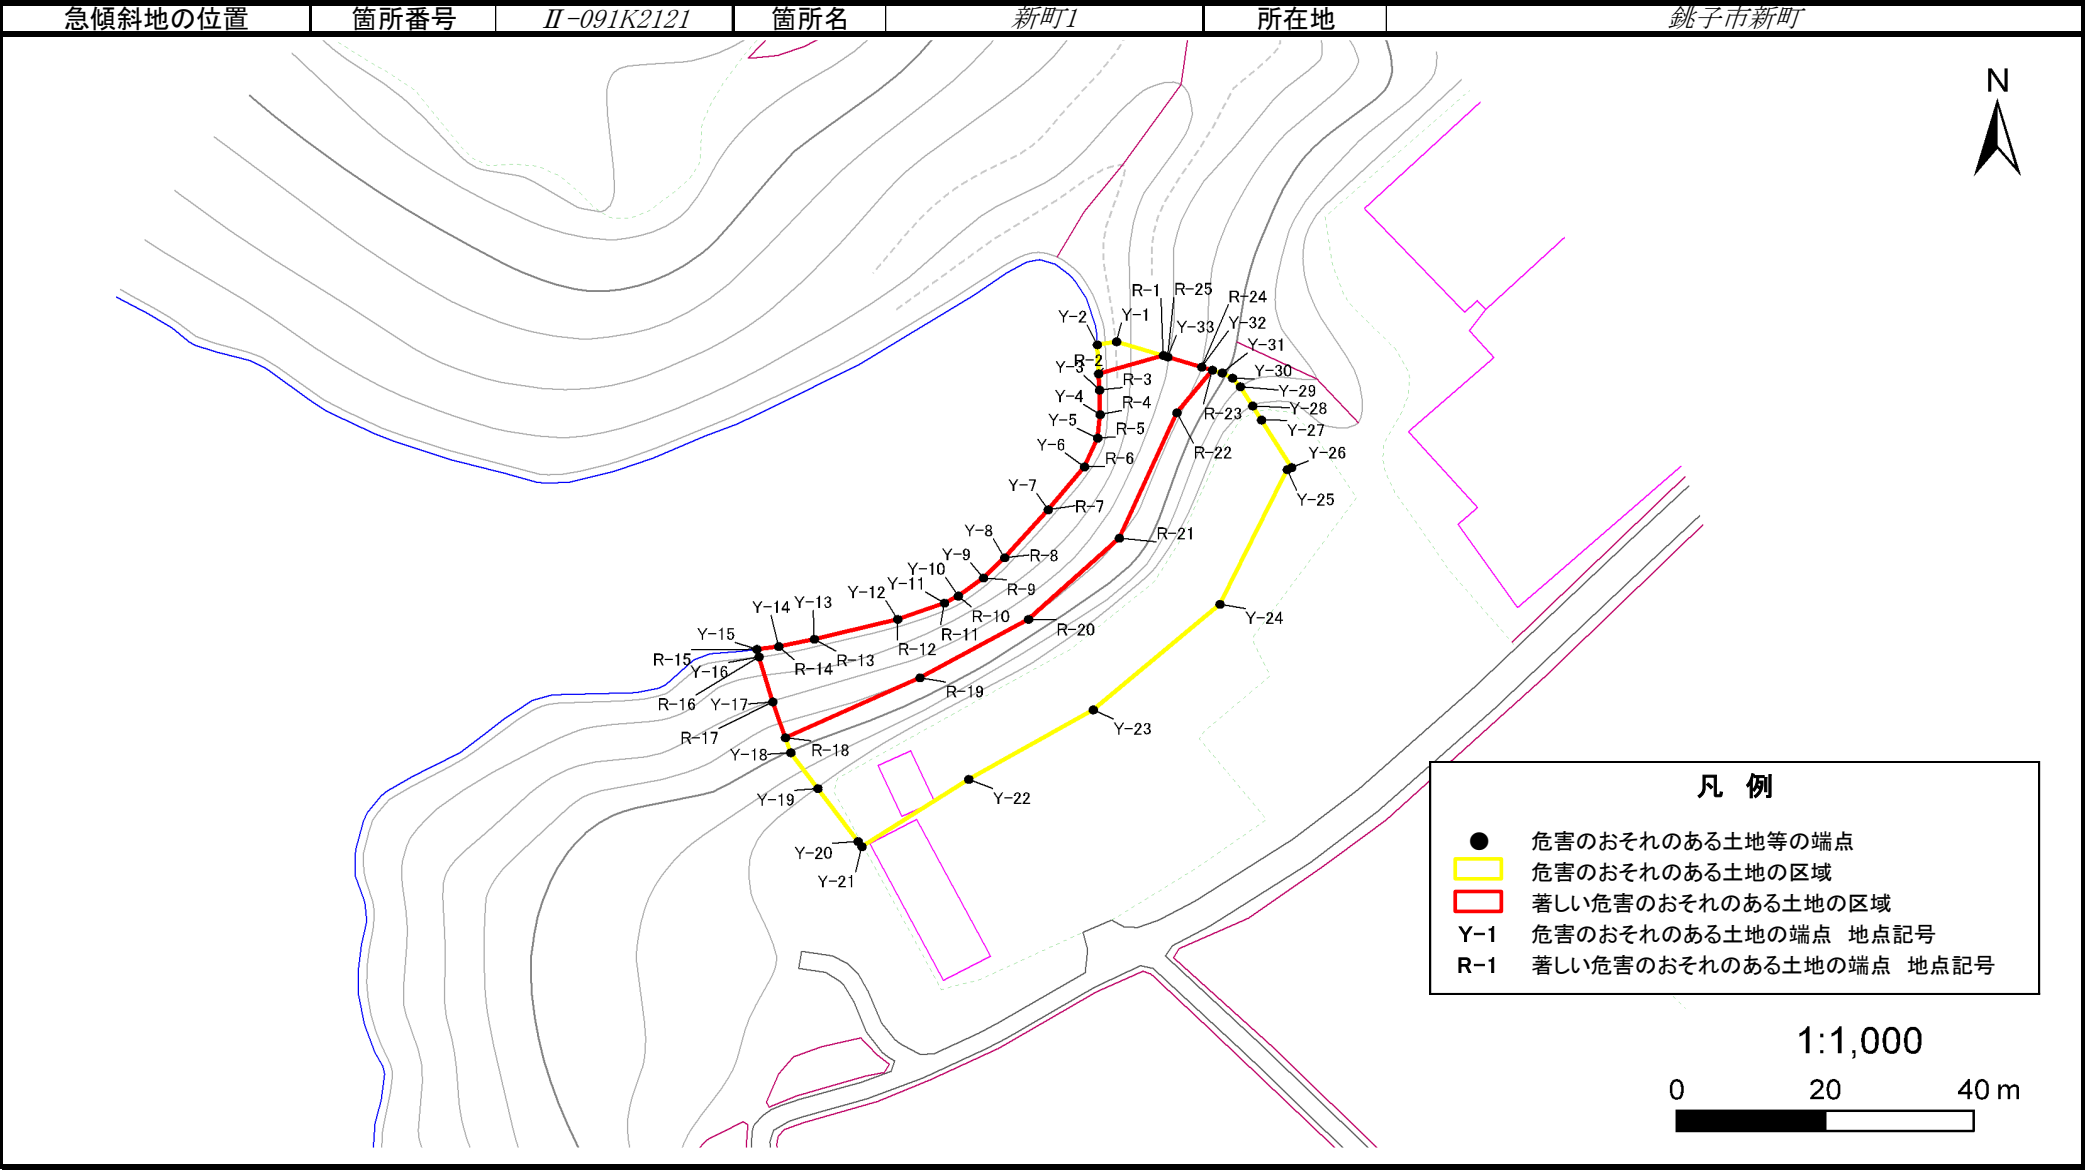 急傾斜地の位置 箇所番号 Ⅱ-091K2121 箇所名 新町1 所在地 銚子市新町
N
R-1 R-25 R-24
Y-2 Y-1 Y-33 Y-32
Y-31
R-2
Y-3 Y-30
R-3 Y-29
Y-4 R-4 Y-28
Y-5 R-5 R-23 Y-27
Y-6 R-6 R-22 Y-26
Y-7 Y-25
R-7
Y-8 R-21
Y-9 R-8
Y-10 R-9
Y-11
Y-12 R-10 Y-24
Y-14 Y-13 R-11 R-20
Y-15 R-12
R-15 R-14 R-13
Y-16 R-19
R-16 Y-17
R-17 Y-23
Y-18 R-18
Y-19 Y-22
Y-20
Y-21
凡 例
危害のおそれのある土地等の端点
危害のおそれのある土地の区域
著しい危害のおそれのある土地の区域
Y-1 危害のおそれのある土地の端点 地点記号
R-1 著しい危害のおそれのある土地の端点 地点記号
1:1,000
0 20 40 m